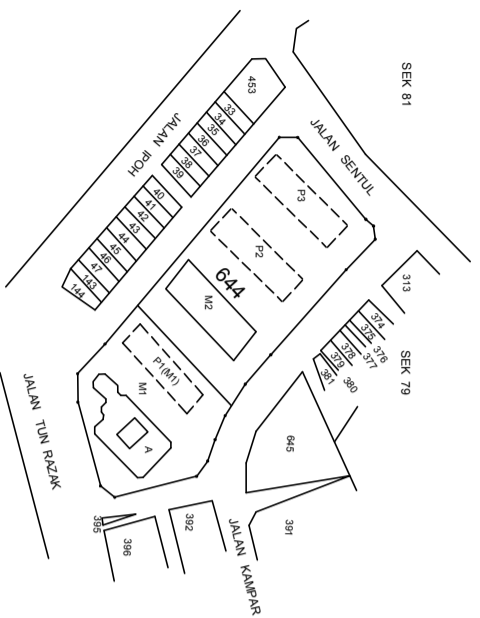 SEK 81
453
33
34
35
36
37
38
39
JALAN IPOH
JALAN SENTUL
P3
P2
644
M2
40
41
42
43
44
45
46
47
143
144
313
374
375
376
377
378
379
380
381
SEK 79
P1(M1)
M1
A
645
JALAN TUN RAZAK
395
396
392
JALAN KAMPAR
391